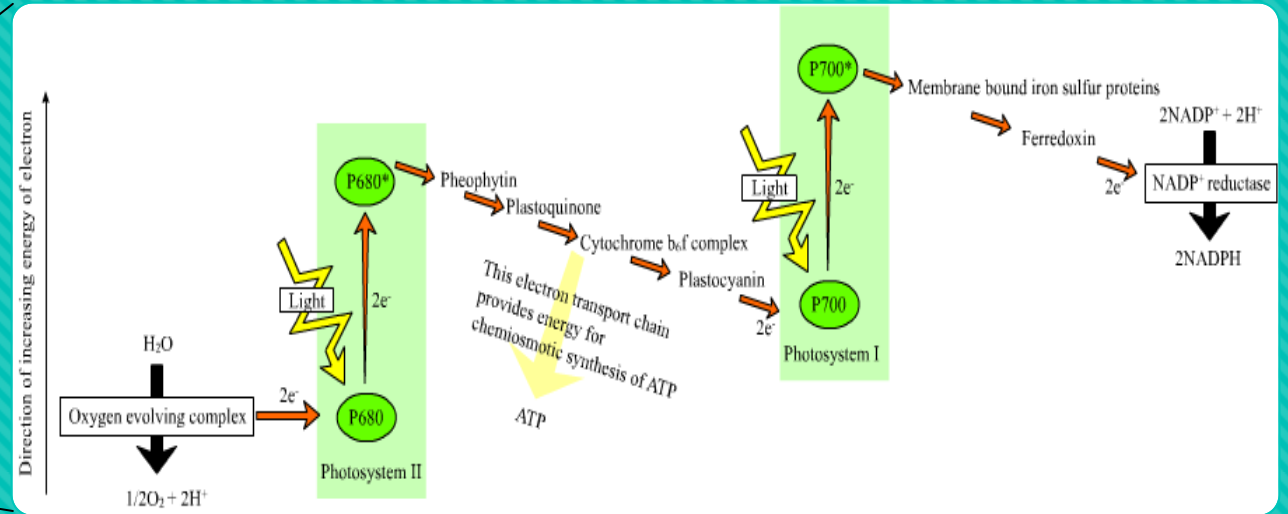 Direction of increasing energy of electron
H₂O
Oxygen evolving complex
1/2O₂ + 2H⁺
2e⁻
Light
P680*
2e⁻
P680
Photosystem II
Pheophytin
Plastoquinone
Cytochrome b₆f complex
Plastocyanin
2e⁻
This electron transport chain
provides energy for
chemiosmotic synthesis of ATP
ATP
P700*
Light
2e⁻
P700
Photosystem I
Membrane bound iron sulfur proteins
Ferredoxin
2e⁻
2NADP⁺ + 2H⁺
NADP⁺ reductase
2NADPH